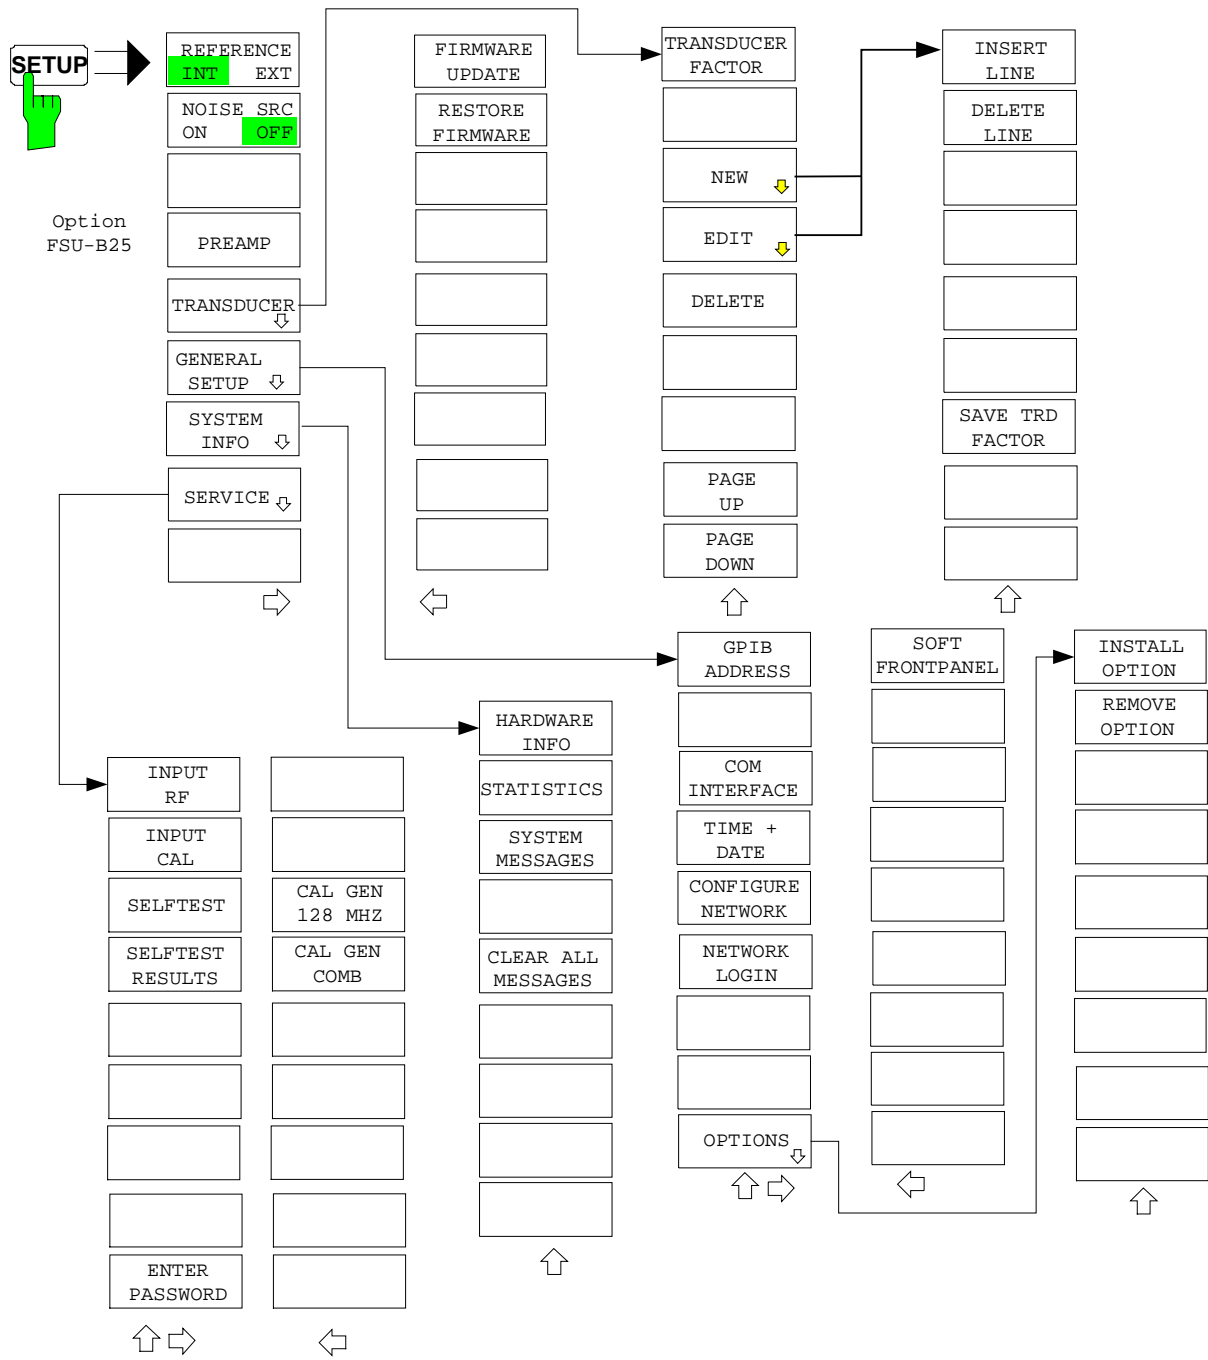 SETUP
REFERENCE
INT EXT
NOISE SRC
ON OFF
Option
FSU-B25
PREAMP
TRANSDUCER
GENERAL
SETUP
SYSTEM
INFO
SERVICE
FIRMWARE
UPDATE
RESTORE
FIRMWARE
TRANSDUCER
FACTOR
NEW
EDIT
DELETE
PAGE
UP
PAGE
DOWN
INSERT
LINE
DELETE
LINE
SAVE TRD
FACTOR
INPUT
RF
INPUT
CAL
SELFTEST
SELFTEST
RESULTS
ENTER
PASSWORD
CAL GEN
128 MHZ
CAL GEN
COMB
HARDWARE
INFO
STATISTICS
SYSTEM
MESSAGES
CLEAR ALL
MESSAGES
GPIB
ADDRESS
COM
INTERFACE
TIME +
DATE
CONFIGURE
NETWORK
NETWORK
LOGIN
OPTIONS
SOFT
FRONTPANEL
INSTALL
OPTION
REMOVE
OPTION